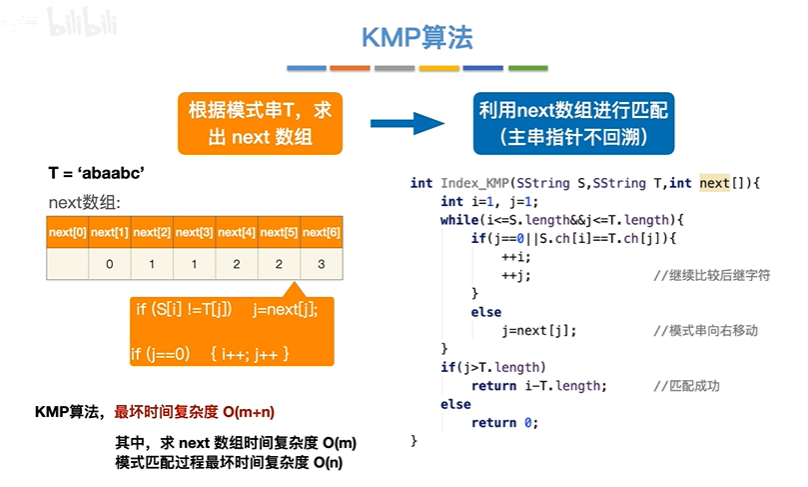 bilibili
KMP算法
根据模式串T，求
出 next 数组
利用next数组进行匹配
（主串指针不回溯）
T = ‘abaabc’
next数组:
next[0] next[1] next[2] next[3] next[4] next[5] next[6]
0 1 1 2 2 3
if (S[i] !=T[j]) j=next[j];
if (j==0) { i++; j++ }
KMP算法，最坏时间复杂度 O(m+n)
其中，求 next 数组时间复杂度 O(m)
模式匹配过程最坏时间复杂度 O(n)
int Index_KMP(SString S,SString T,int next[]){
int i=1, j=1;
while(i<=S.length&&j<=T.length){
if(j==0||S.ch[i]==T.ch[j]){
++i;
++j; //继续比较后继字符
}
else
j=next[j]; //模式串向右移动
}
if(j>T.length)
return i-T.length; //匹配成功
else
return 0;
}